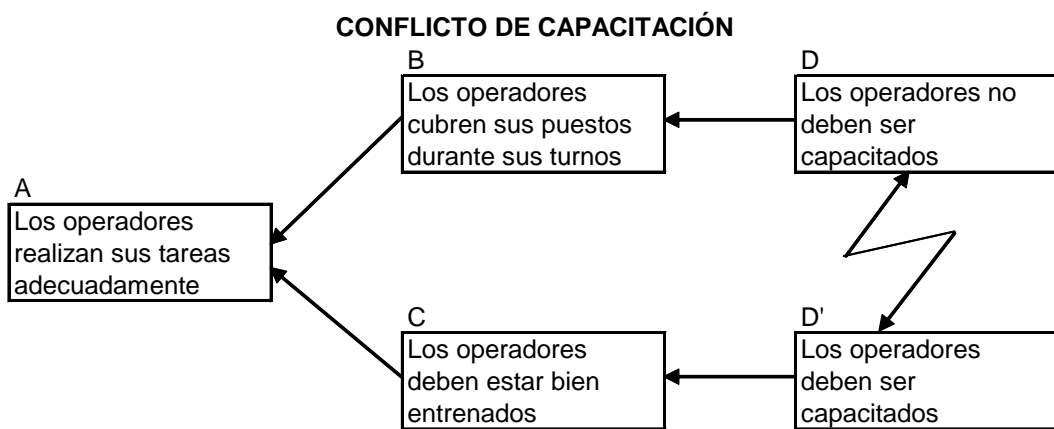 CONFLICTO DE CAPACITACIÓN
B
Los operadores
cubren sus puestos
durante sus turnos
D
Los operadores no
deben ser
capacitados
A
Los operadores
realizan sus tareas
adecuadamente
C
Los operadores
deben estar bien
entrenados
D'
Los operadores
deben ser
capacitados